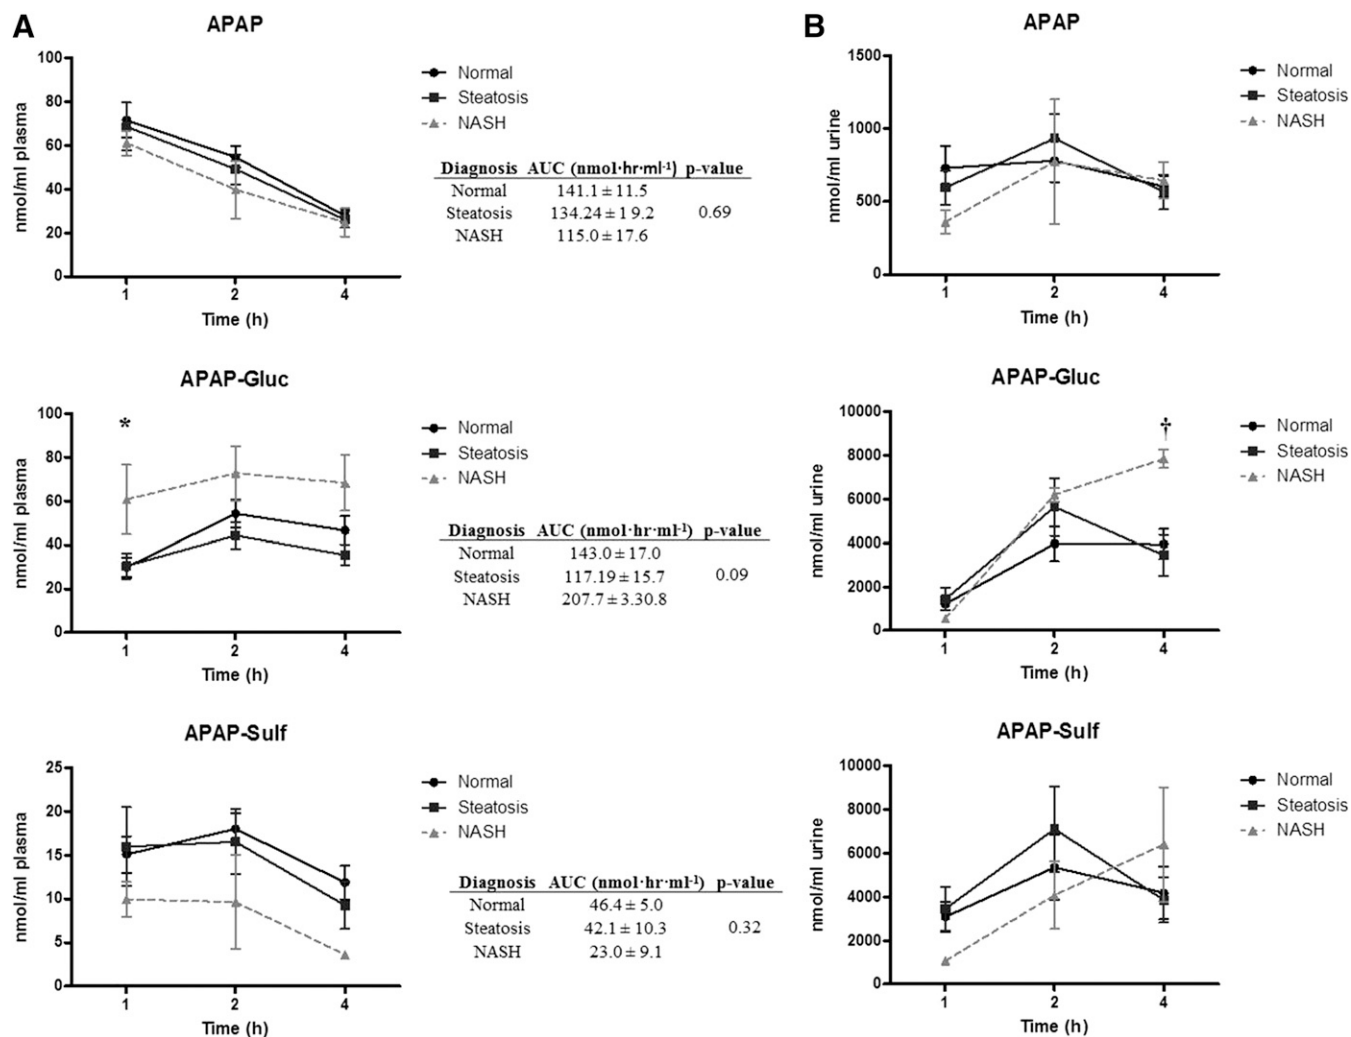 A
APAP
100
80
60
40
20
0
nmol/ml plasma
1 2 4
Time (h)
Normal
Steatosis
NASH
Diagnosis AUC (nmol·hr·ml-1) p-value
Normal 141.1 ± 11.5
Steatosis 134.24 ± 1 9.2 0.69
NASH 115.0 ± 17.6
APAP-Gluc
100
80
60
40
20
0
nmol/ml plasma
*
1 2 4
Time (h)
Normal
Steatosis
NASH
Diagnosis AUC (nmol·hr·ml-1) p-value
Normal 143.0 ± 17.0
Steatosis 117.19 ± 15.7 0.09
NASH 207.7 ± 3.30.8
APAP-Sulf
25
20
15
10
5
0
nmol/ml plasma
1 2 4
Time (h)
Normal
Steatosis
NASH
Diagnosis AUC (nmol·hr·ml-1) p-value
Normal 46.4 ± 5.0
Steatosis 42.1 ± 10.3 0.32
NASH 23.0 ± 9.1
B
APAP
1500
1000
500
0
nmol/ml urine
1 2 4
Time (h)
Normal
Steatosis
NASH
APAP-Gluc
10000
8000
6000
4000
2000
0
nmol/ml urine
†
1 2 4
Time (h)
Normal
Steatosis
NASH
APAP-Sulf
10000
8000
6000
4000
2000
0
nmol/ml urine
1 2 4
Time (h)
Normal
Steatosis
NASH